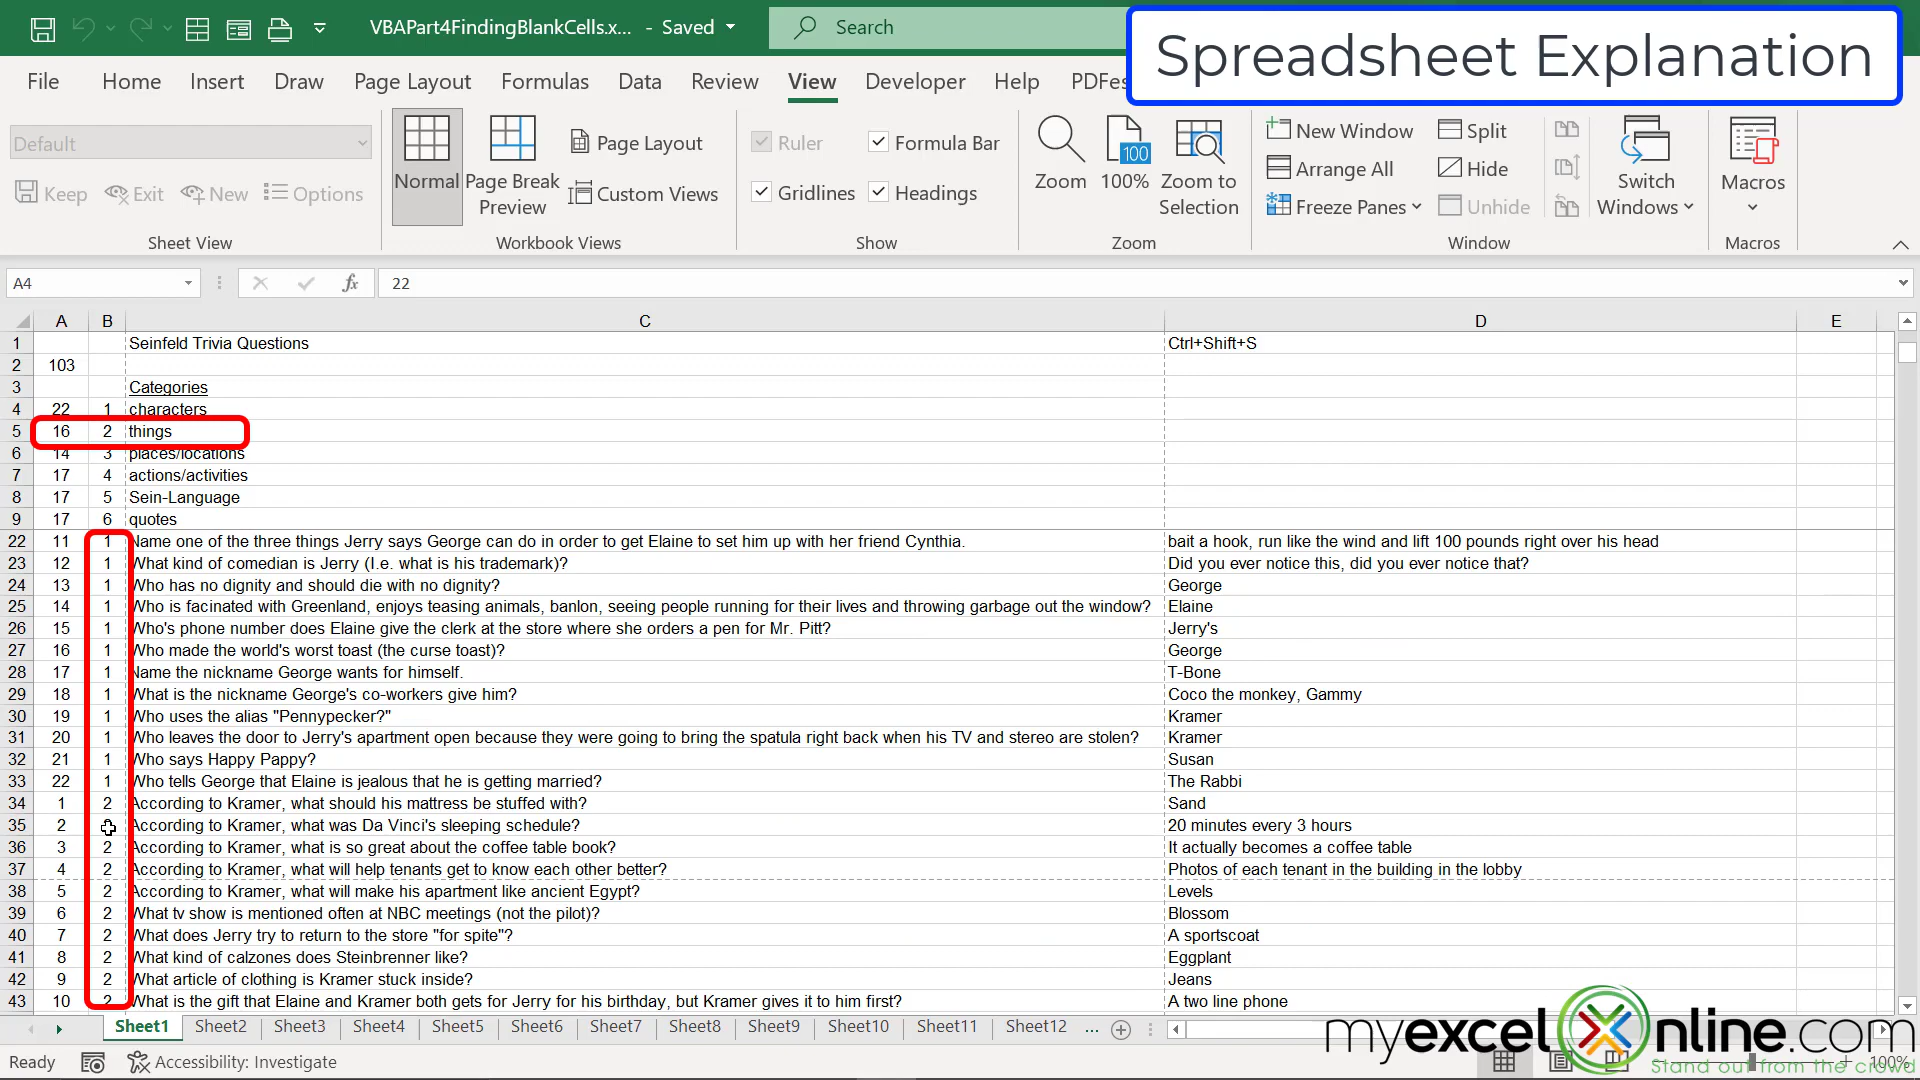 VBAPart4FindingBlankCells.x... - Saved
Search
Spreadsheet Explanation
File Home Insert Draw Page Layout Formulas Data Review View Developer Help PDFes
Default
Keep Exit New Options
Sheet View
Normal
Page Break Preview
Page Layout
Custom Views
Workbook Views
Ruler Formula Bar
Gridlines Headings
Show
Zoom
100
100%
Zoom to Selection
Zoom
New Window Split
Arrange All Hide
Freeze Panes Unhide
Switch Windows
Window
Macros
Macros
A4 fx 22
A B C D E
1 Seinfeld Trivia Questions Ctrl+Shift+S
2 103
3 Categories
4 22 1 characters
5 16 2 things
6 14 3 places/locations
7 17 4 actions/activities
8 17 5 Sein-Language
9 17 6 quotes
22 11 1 Name one of the three things Jerry says George can do in order to get Elaine to set him up with her friend Cynthia. bait a hook, run like the wind and lift 100 pounds right over his head
23 12 1 What kind of comedian is Jerry (I.e. what is his trademark)? Did you ever notice this, did you ever notice that?
24 13 1 Who has no dignity and should die with no dignity? George
25 14 1 Who is facinated with Greenland, enjoys teasing animals, banlon, seeing people running for their lives and throwing garbage out the window? Elaine
26 15 1 Who's phone number does Elaine give the clerk at the store where she orders a pen for Mr. Pitt? Jerry's
27 16 1 Who made the world's worst toast (the curse toast)? George
28 17 1 Name the nickname George wants for himself. T-Bone
29 18 1 What is the nickname George's co-workers give him? Coco the monkey, Gammy
30 19 1 Who uses the alias "Pennypecker?" Kramer
31 20 1 Who leaves the door to Jerry's apartment open because they were going to bring the spatula right back when his TV and stereo are stolen? Kramer
32 21 1 Who says Happy Pappy? Susan
33 22 1 Who tells George that Elaine is jealous that he is getting married? The Rabbi
34 1 2 According to Kramer, what should his mattress be stuffed with? Sand
35 2 According to Kramer, what was Da Vinci's sleeping schedule? 20 minutes every 3 hours
36 3 2 According to Kramer, what is so great about the coffee table book? It actually becomes a coffee table
37 4 2 According to Kramer, what will help tenants get to know each other better? Photos of each tenant in the building in the lobby
38 5 2 According to Kramer, what will make his apartment like ancient Egypt? Levels
39 6 2 What tv show is mentioned often at NBC meetings (not the pilot)? Blossom
40 7 2 What does Jerry try to return to the store "for spite"? A sportscoat
41 8 2 What kind of calzones does Steinbrenner like? Eggplant
42 9 2 What article of clothing is Kramer stuck inside? Jeans
43 10 2 What is the gift that Elaine and Kramer both gets for Jerry for his birthday, but Kramer gives it to him first? A two line phone
Sheet1 Sheet2 Sheet3 Sheet4 Sheet5 Sheet6 Sheet7 Sheet8 Sheet9 Sheet10 Sheet11 Sheet12 ...
myexcelOnline.com
Stand out from the crowd
Ready Accessibility: Investigate 100%